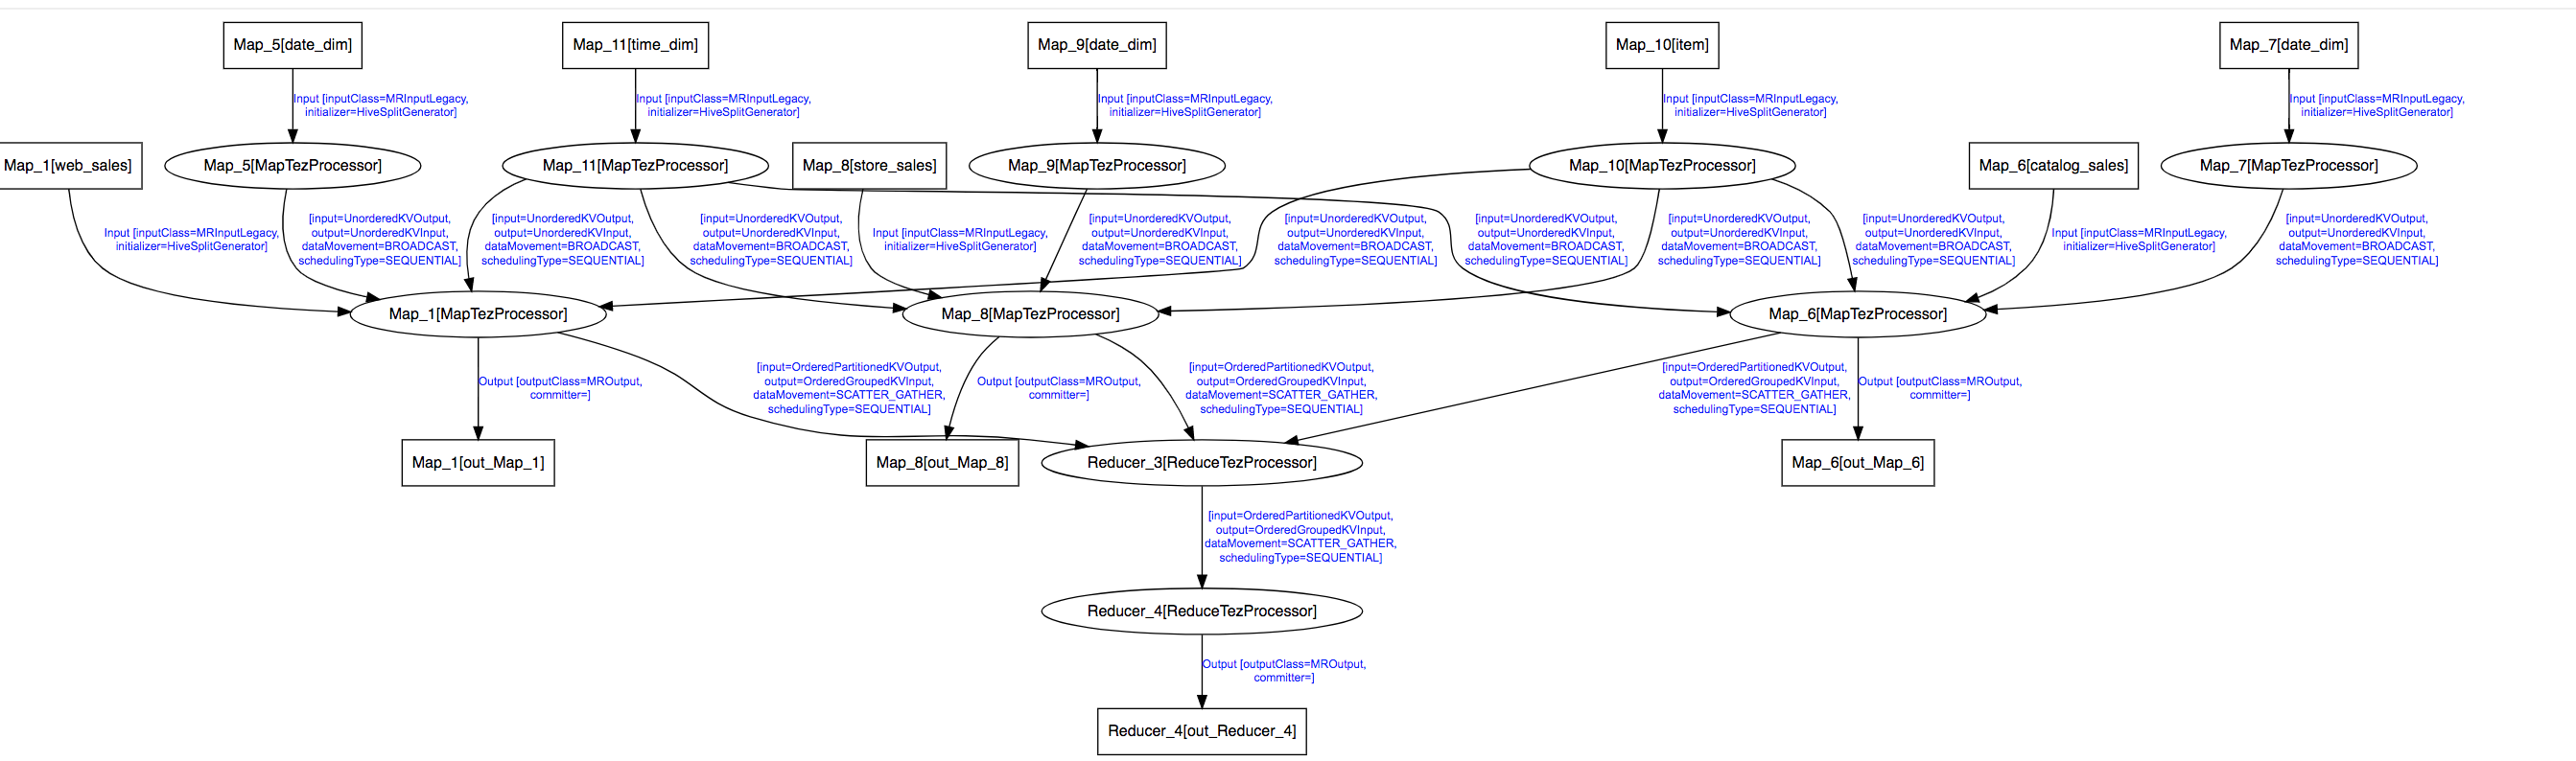 Map_5[date_dim]
Map_11[time_dim]
Map_9[date_dim]
Map_10[item]
Map_7[date_dim]
Input [inputClass=MRInputLegacy,
initializer=HiveSplitGenerator]
Input [inputClass=MRInputLegacy,
initializer=HiveSplitGenerator]
Input [inputClass=MRInputLegacy,
initializer=HiveSplitGenerator]
Input [inputClass=MRInputLegacy,
initializer=HiveSplitGenerator]
Input [inputClass=MRInputLegacy,
initializer=HiveSplitGenerator]
Map_1[web_sales]
Map_5[MapTezProcessor]
Map_11[MapTezProcessor]
Map_8[store_sales]
Map_9[MapTezProcessor]
Map_10[MapTezProcessor]
Map_6[catalog_sales]
Map_7[MapTezProcessor]
Input [inputClass=MRInputLegacy,
initializer=HiveSplitGenerator]
[input=UnorderedKVOutput,
output=UnorderedKVInput,
dataMovement=BROADCAST,
schedulingType=SEQUENTIAL]
[input=UnorderedKVOutput,
output=UnorderedKVInput,
dataMovement=BROADCAST,
schedulingType=SEQUENTIAL]
[input=UnorderedKVOutput,
output=UnorderedKVInput,
dataMovement=BROADCAST,
schedulingType=SEQUENTIAL]
Input [inputClass=MRInputLegacy,
initializer=HiveSplitGenerator]
[input=UnorderedKVOutput,
output=UnorderedKVInput,
dataMovement=BROADCAST,
schedulingType=SEQUENTIAL]
[input=UnorderedKVOutput,
output=UnorderedKVInput,
dataMovement=BROADCAST,
schedulingType=SEQUENTIAL]
[input=UnorderedKVOutput,
output=UnorderedKVInput,
dataMovement=BROADCAST,
schedulingType=SEQUENTIAL]
[input=UnorderedKVOutput,
output=UnorderedKVInput,
dataMovement=BROADCAST,
schedulingType=SEQUENTIAL]
[input=UnorderedKVOutput,
output=UnorderedKVInput,
dataMovement=BROADCAST,
schedulingType=SEQUENTIAL]
Input [inputClass=MRInputLegacy,
initializer=HiveSplitGenerator]
[input=UnorderedKVOutput,
output=UnorderedKVInput,
dataMovement=BROADCAST,
schedulingType=SEQUENTIAL]
Map_1[MapTezProcessor]
Map_8[MapTezProcessor]
Map_6[MapTezProcessor]
Output [outputClass=MROutput,
committer=]
[input=OrderedPartitionedKVOutput,
output=OrderedGroupedKVInput,
dataMovement=SCATTER_GATHER,
schedulingType=SEQUENTIAL]
Output [outputClass=MROutput,
committer=]
[input=OrderedPartitionedKVOutput,
output=OrderedGroupedKVInput,
dataMovement=SCATTER_GATHER,
schedulingType=SEQUENTIAL]
[input=OrderedPartitionedKVOutput,
output=OrderedGroupedKVInput,
dataMovement=SCATTER_GATHER,
schedulingType=SEQUENTIAL]
Output [outputClass=MROutput,
committer=]
Map_1[out_Map_1]
Map_8[out_Map_8]
Reducer_3[ReduceTezProcessor]
Map_6[out_Map_6]
[input=OrderedPartitionedKVOutput,
output=OrderedGroupedKVInput,
dataMovement=SCATTER_GATHER,
schedulingType=SEQUENTIAL]
Reducer_4[ReduceTezProcessor]
Output [outputClass=MROutput,
committer=]
Reducer_4[out_Reducer_4]